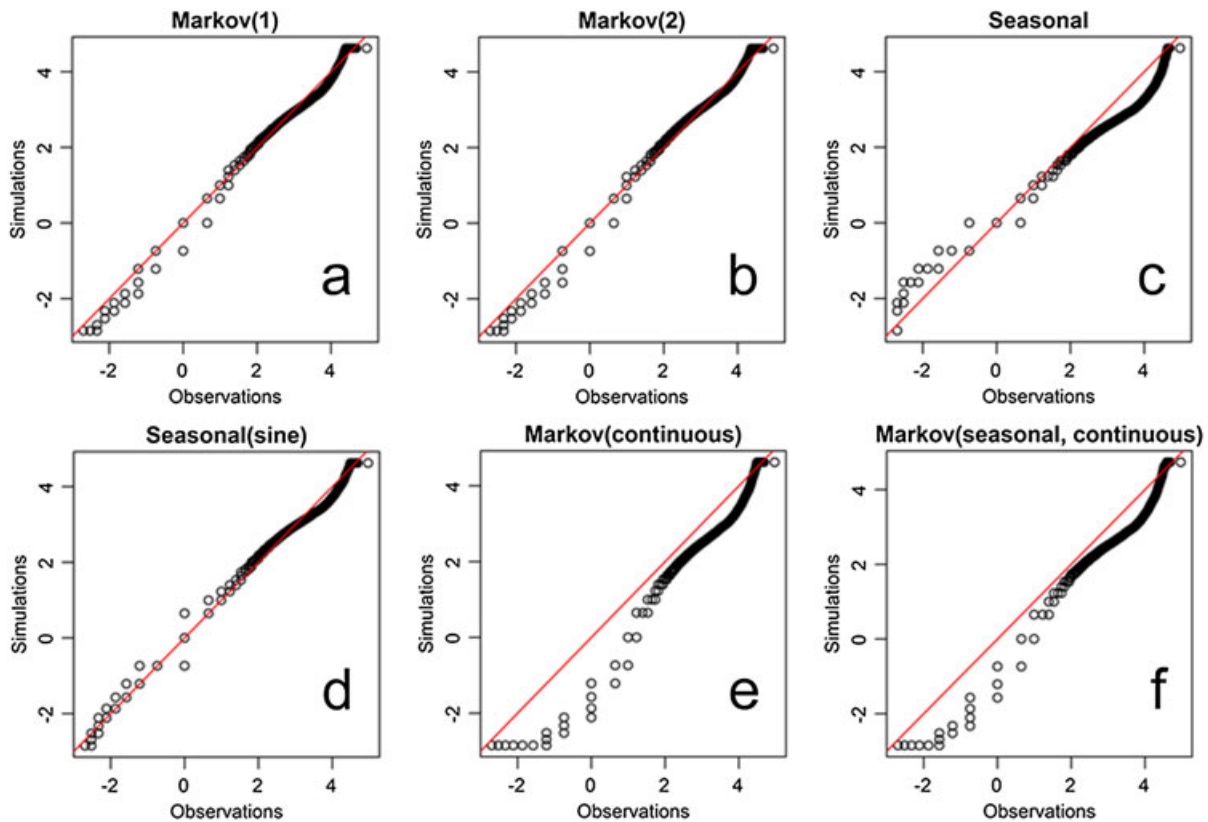 Markov(1)
Simulations
4
2
0
-2
a
-2 0 2 4
Observations
Markov(2)
Simulations
4
2
0
-2
b
-2 0 2 4
Observations
Seasonal
Simulations
4
2
0
-2
c
-2 0 2 4
Observations
Seasonal(sine)
Simulations
4
2
0
-2
d
-2 0 2 4
Observations
Markov(continuous)
Simulations
4
2
0
-2
e
-2 0 2 4
Observations
Markov(seasonal, continuous)
Simulations
4
2
0
-2
f
-2 0 2 4
Observations